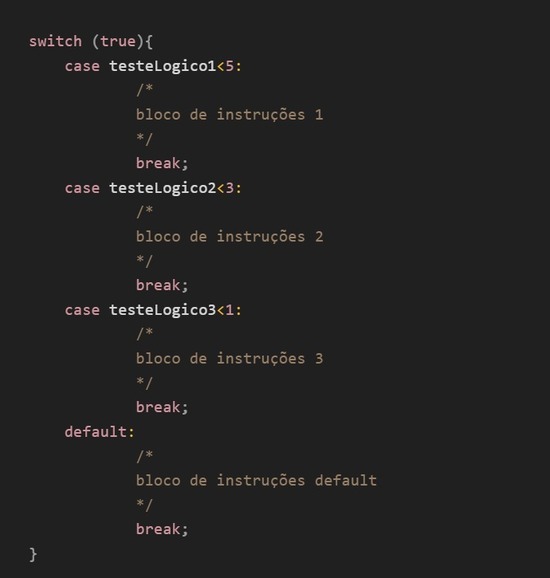 switch (true){
    case testeLogico1<5:
            /*
            bloco de instruções 1
            */
            break;
    case testeLogico2<3:
            /*
            bloco de instruções 2
            */
            break;
    case testeLogico3<1:
            /*
            bloco de instruções 3
            */
            break;
    default:
            /*
            bloco de instruções default
            */
            break;
}